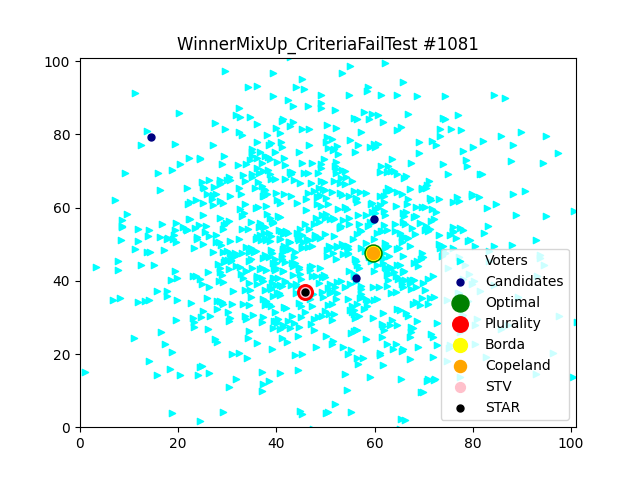 WinnerMixUp_CriteriaFailTest #1081
100
80
60
40
20
0
0 20 40 60 80 100
Voters
Candidates
Optimal
Plurality
Borda
Copeland
STV
STAR